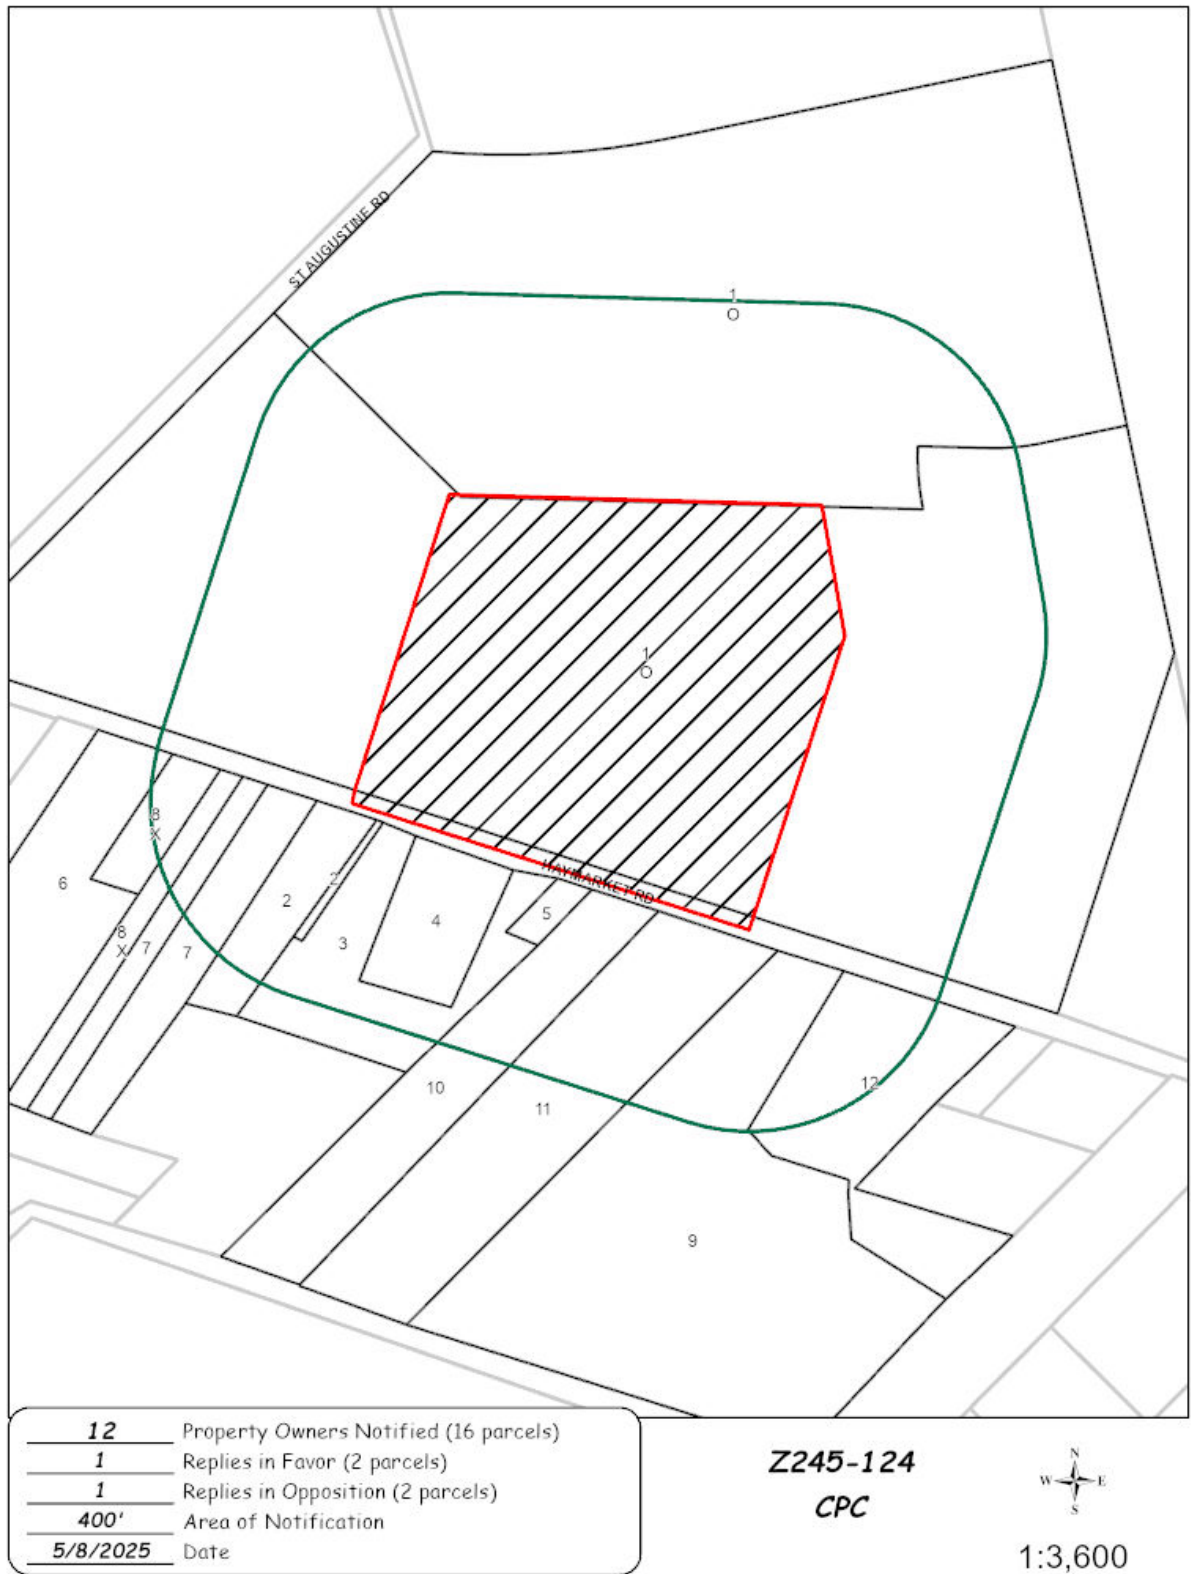 ST AUGUSTINE RD
1
O
1
O
8
X
HAYMARKET RD
6
2
2
4
5
8
X
7
7
3
12
10
11
9
12 Property Owners Notified (16 parcels)
1 Replies in Favor (2 parcels)
1 Replies in Opposition (2 parcels)
400' Area of Notification
5/8/2025 Date
Z245-124
CPC
N
W E
S
1:3,600